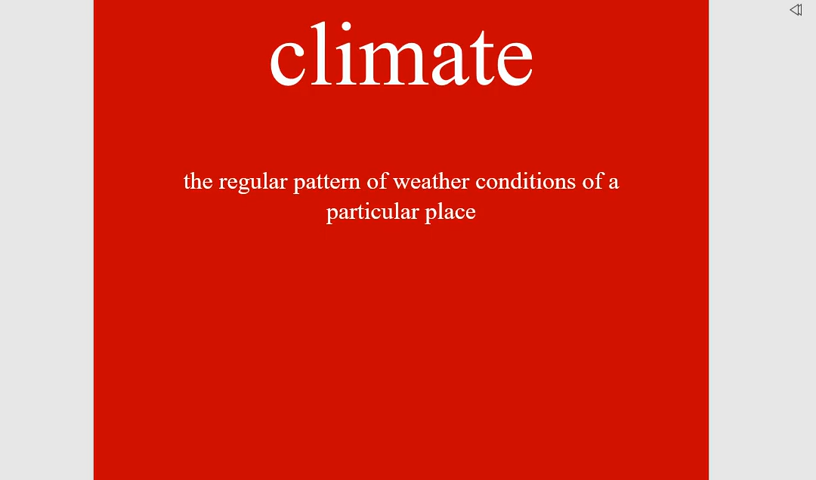 climate
the regular pattern of weather conditions of a
particular place